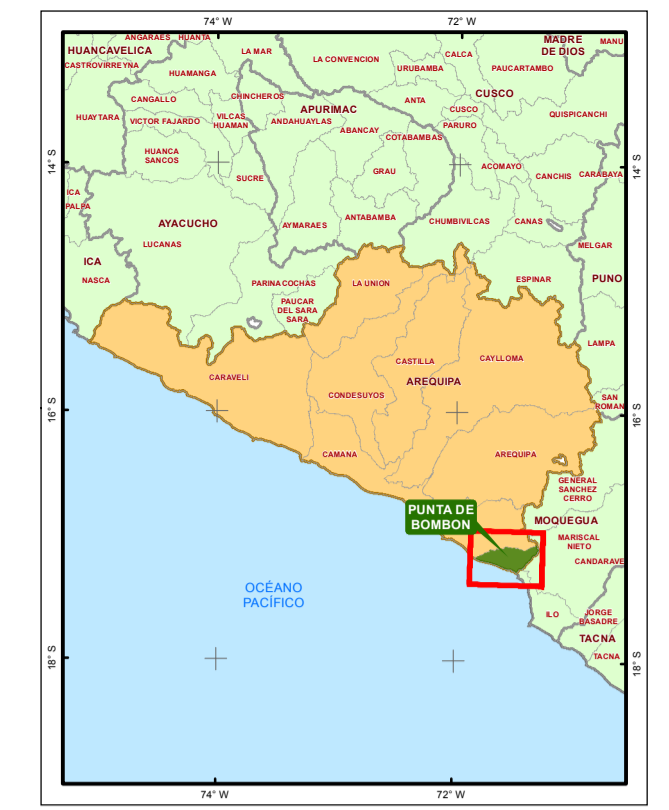 74° W
72° W
ANGARAES
HUANTA
HUANCAVELICA
CASTROVIRREYNA
LA MAR
HUAMANGA
LA CONVENCION
CALCA
URUBAMBA
MADRE
DE DIOS
MANU
PAUCARTAMBO
CUSCO
CANGALLO
CHINCHEROS
ANTA
HUAYTARA
VICTOR FAJARDO
VILCAS
HUAMAN
APURIMAC
ANDAHUAYLAS
ABANCAY
COTABAMBAS
CUSCO
PARURO
QUISPICANCHI
HUANCA
SANCOS
14° S
14° S
SUCRE
GRAU
ACOMAYO
CANCHIS
CARABAYA
ICA
PALPA
AYACUCHO
LUCANAS
AYMARAES
ANTABAMBA
CHUMBIVILCAS
CANAS
MELGAR
ICA
NASCA
PARINACOCHAS
LA UNION
ESPINAR
PUNO
PAUCAR
DEL SARA
SARA
LAMPA
CARAVELI
CASTILLA
CAYLLOMA
AREQUIPA
CONDESUYOS
SAN
ROMAN
16° S
16° S
CAMANA
AREQUIPA
GENERAL
SANCHEZ
CERRO
PUNTA DE
BOMBON
MOQUEGUA
MARISCAL
NIETO
CANDARAVE
OCÉANO
PACÍFICO
ILO
JORGE
BASADRE
TACNA
TACNA
18° S
18° S
74° W
72° W